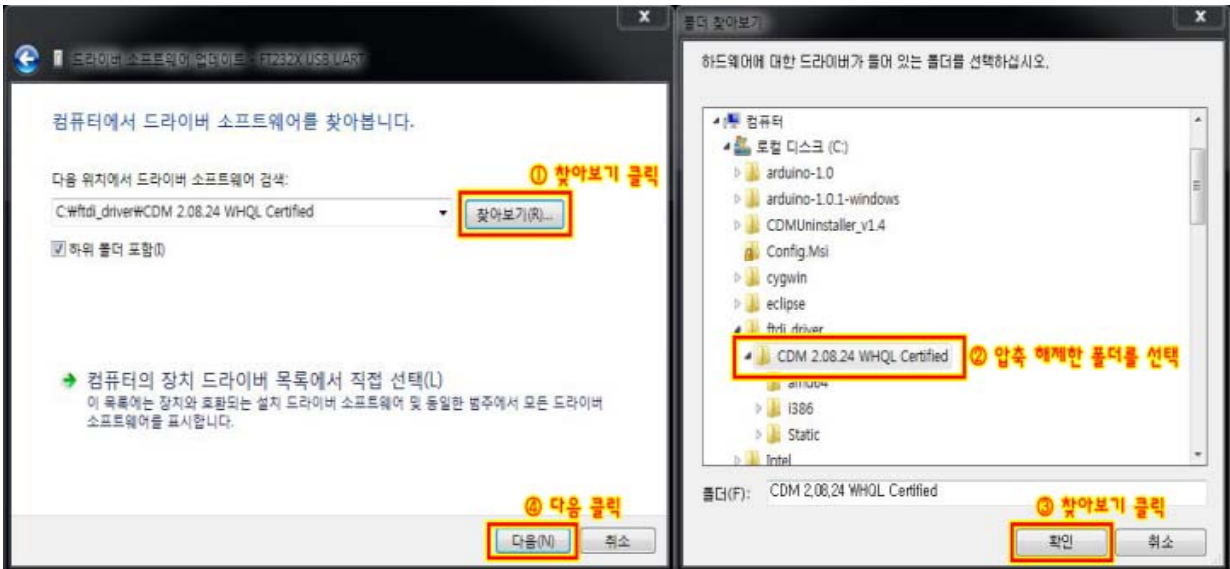 드라이버 소프트웨어 업데이트 - FT232X USB UART
컴퓨터에서 드라이버 소프트웨어를 찾아봅니다.
다음 위치에서 드라이버 소프트웨어 검색:
① 찾아보기 클릭
C:₩ftdi_driver₩CDM 2.08.24 WHQL Certified
찾아보기(R)...
하위 폴더 포함(I)
컴퓨터의 장치 드라이버 목록에서 직접 선택(L)
이 목록에는 장치와 호환되는 설치 드라이버 소프트웨어 및 동일한 범주에서 모든 드라이버
소프트웨어를 표시합니다.
④ 다음 클릭
다음(N)
취소
폴더 찾아보기
하드웨어에 대한 드라이버가 들어 있는 폴더를 선택하십시오.
컴퓨터
로컬 디스크 (C:)
arduino-1.0
arduino-1.0.1-windows
CDMUninstaller_v1.4
Config.Msi
cygwin
eclipse
ftdi_driver
CDM 2.08.24 WHQL Certified
② 압축 해제한 폴더를 선택
amd64
i386
Static
Intel
폴더(F):
CDM 2,08,24 WHQL Certified
③ 찾아보기 클릭
확인
취소